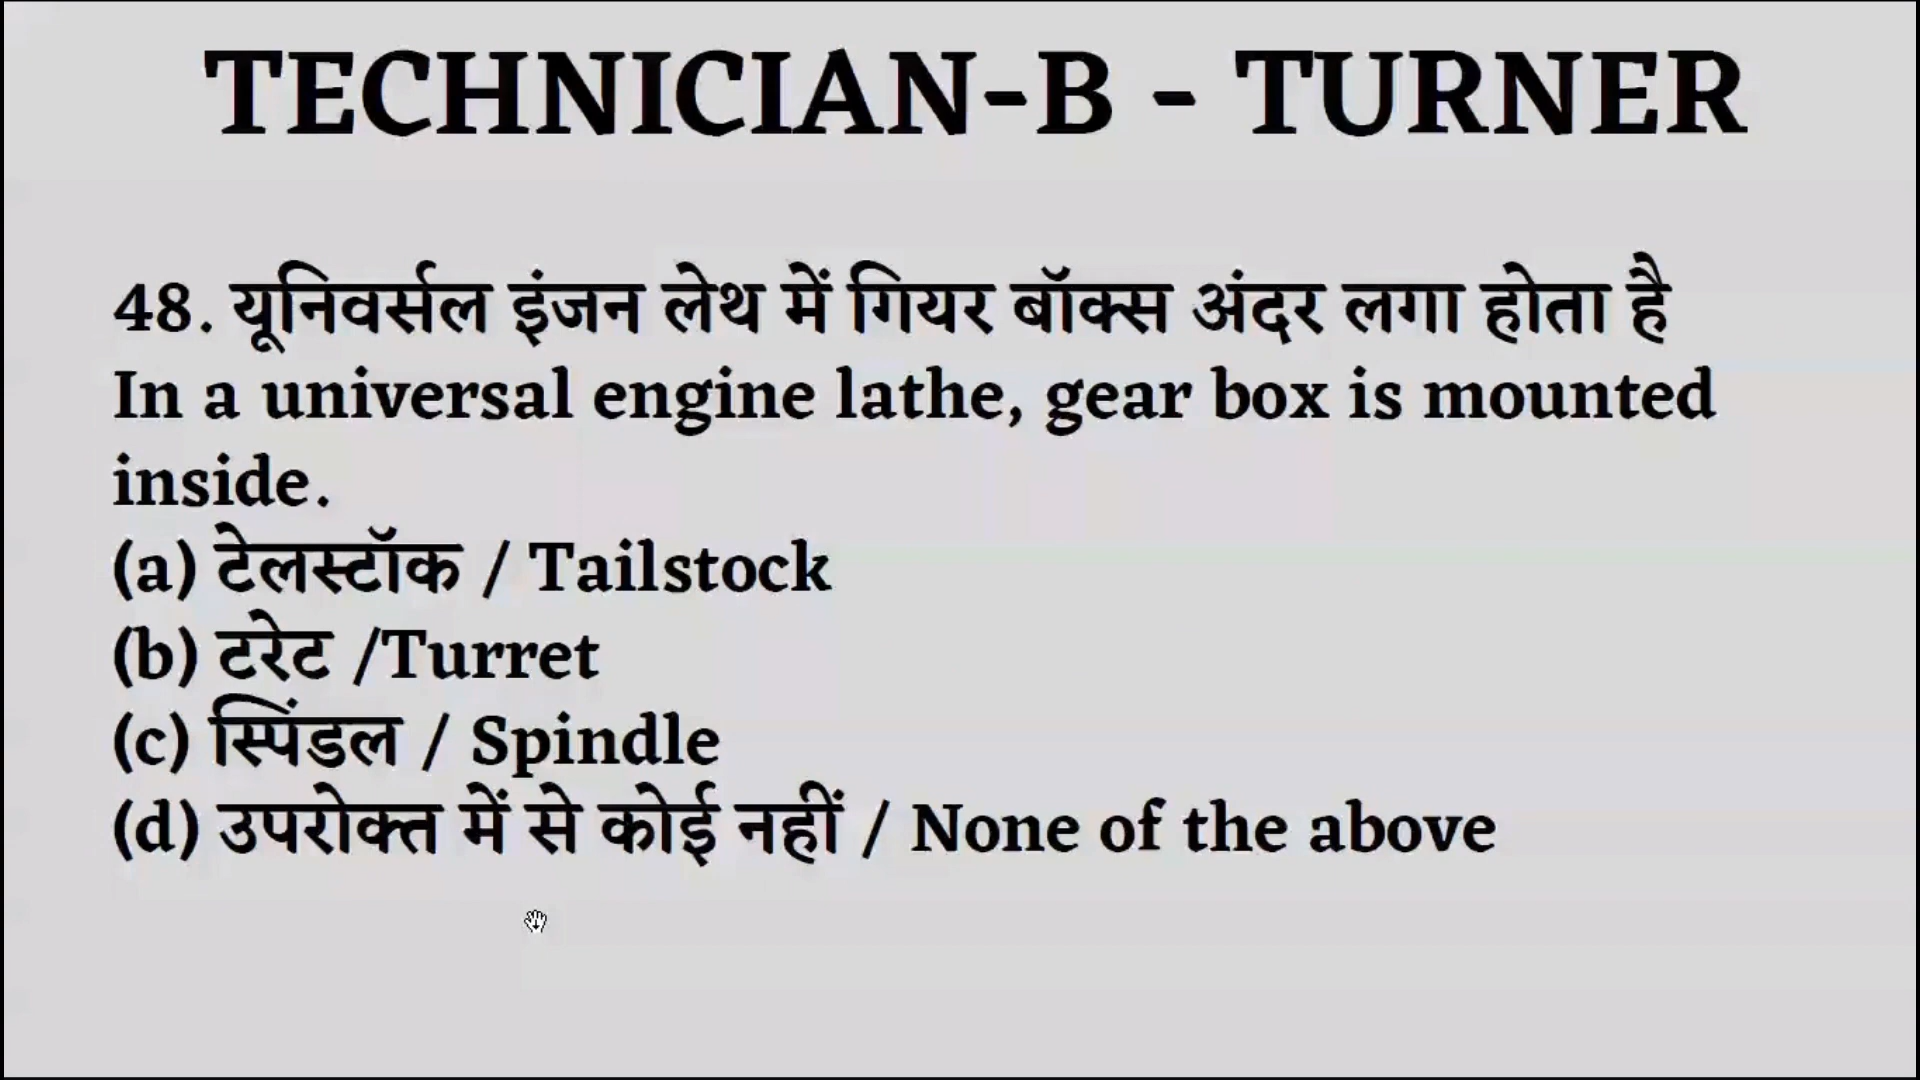 TECHNICIAN-B - TURNER
48. यूनिवर्सल इंजन लेथ में गियर बॉक्स अंदर लगा होता है
In a universal engine lathe, gear box is mounted
inside.
(a) टेलस्टॉक / Tailstock
(b) टरेट /Turret
(c) स्पिंडल / Spindle
(d) उपरोक्त में से कोई नहीं / None of the above